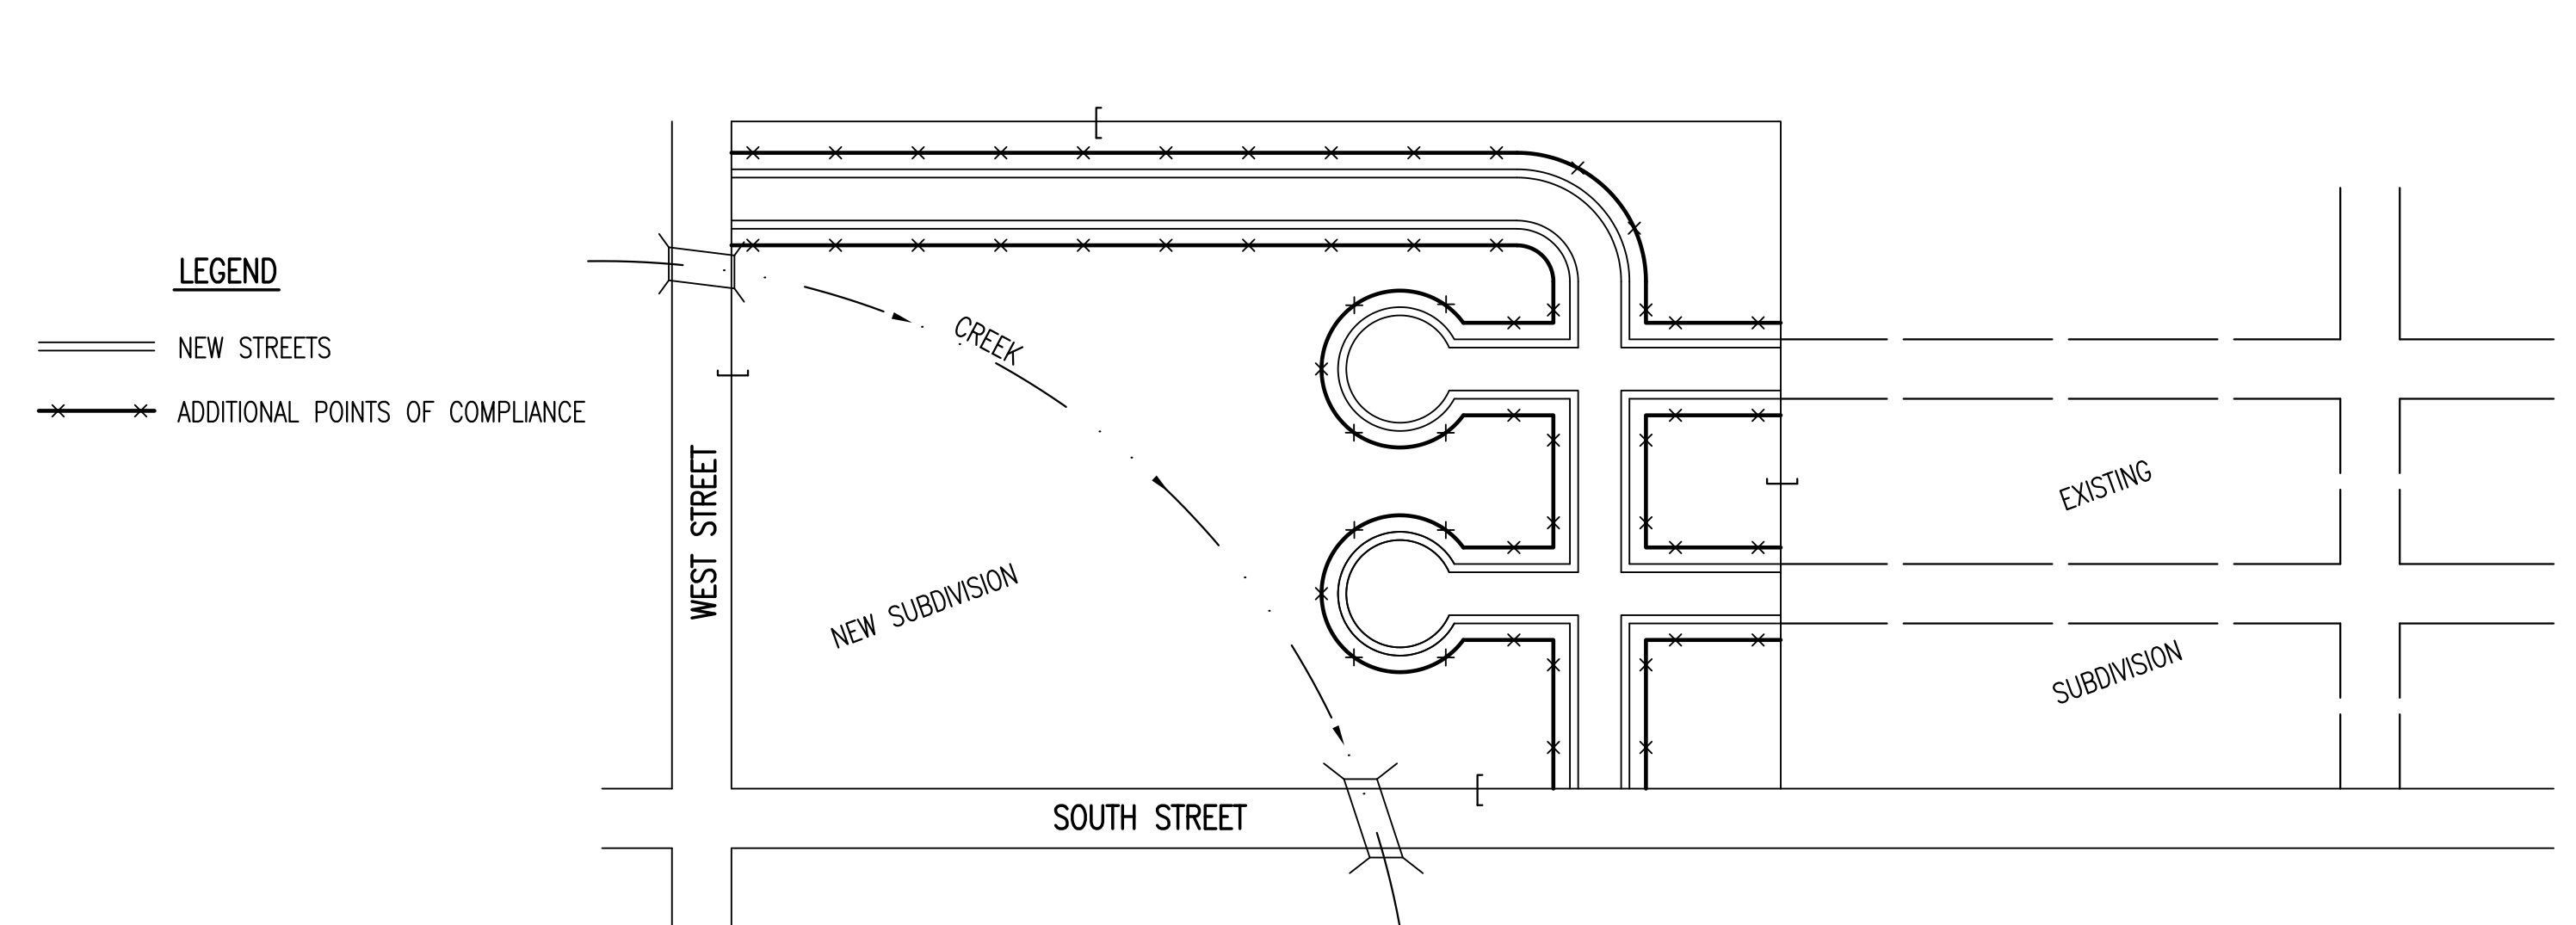 LEGEND
NEW STREETS
ADDITIONAL POINTS OF COMPLIANCE
WEST STREET
CREEK
NEW SUBDIVISION
SOUTH STREET
EXISTING
SUBDIVISION